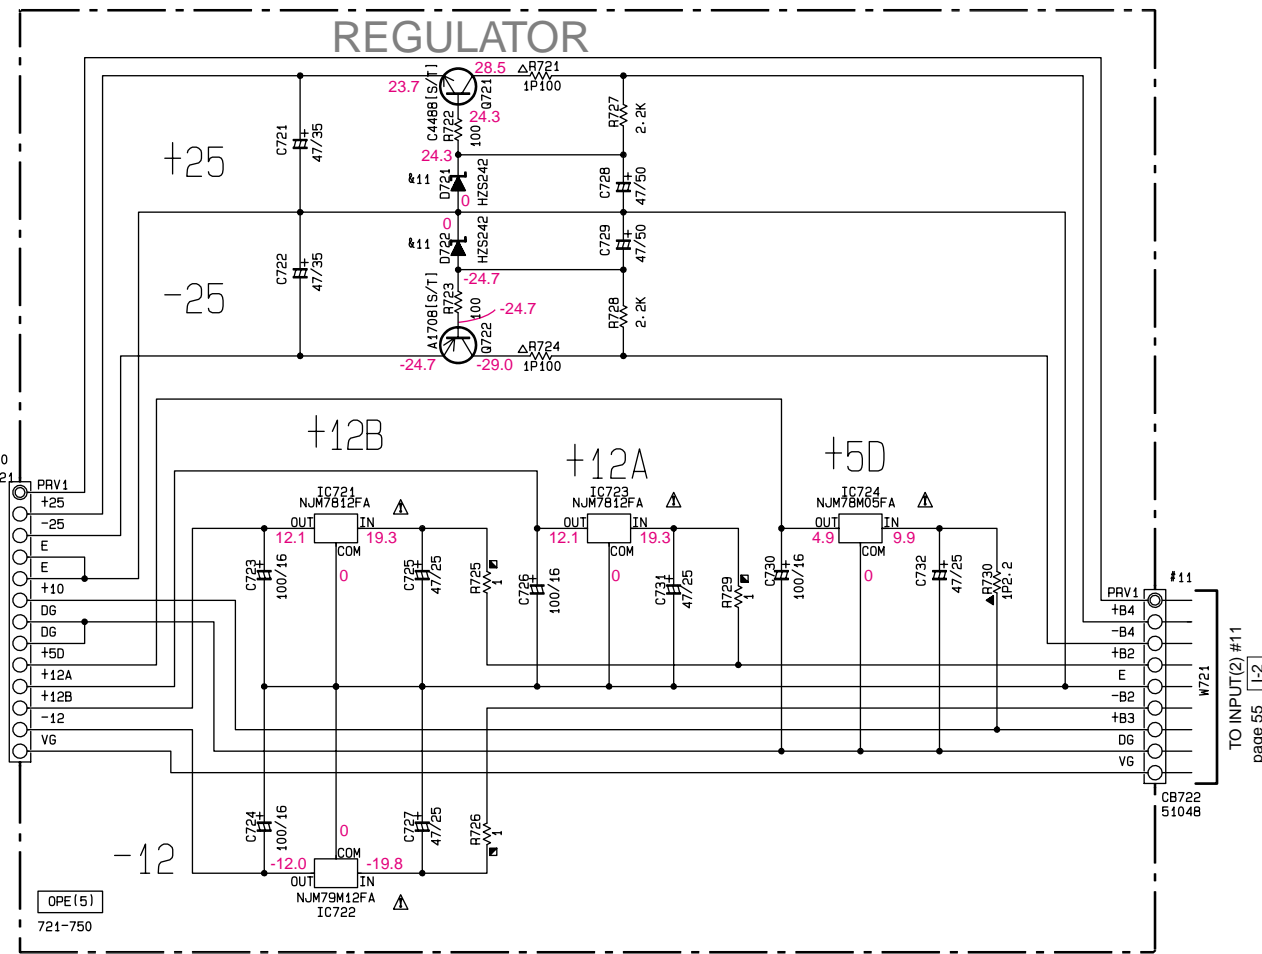 REGULATOR
28.5
R721
1P100
23.7
C4488[S/T]
Q721
24.3
R722
100
24.3
R727
2.2K
+25
C721
47/35
&11
D721
HZS242
0
C728
47/50
0
&11
D722
HZS242
C729
47/50
C722
47/35
-25
-24.7
R723
100
-24.7
A1708[S/T]
Q722
R728
2.2K
R724
1P100
-24.7
-29.0
+12B
+12A
+5D
0
21
PRV1
+25
-25
E
E
+10
DG
DG
+5D
+12A
+12B
-12
VG
IC721
NJM7812FA
OUT
IN
12.1
19.3
COM
0
C723
100/16
C725
47/25
R725
1
IC723
NJM7812FA
OUT
IN
12.1
19.3
COM
0
C726
100/16
C731
47/25
R729
1
IC724
NJM78M05FA
OUT
IN
4.9
9.9
COM
0
C730
100/16
C732
47/25
R730
1P2.2
#11
PRV1
+B4
-B4
+B2
E
-B2
+B3
DG
VG
W721
TO INPUT(2) #11
page 55
I-2
CB722
51048
C724
100/16
0
C727
47/25
R726
1
-12
-12.0
COM
-19.8
OUT
IN
NJM79M12FA
IC722
OPE(5)
721-750